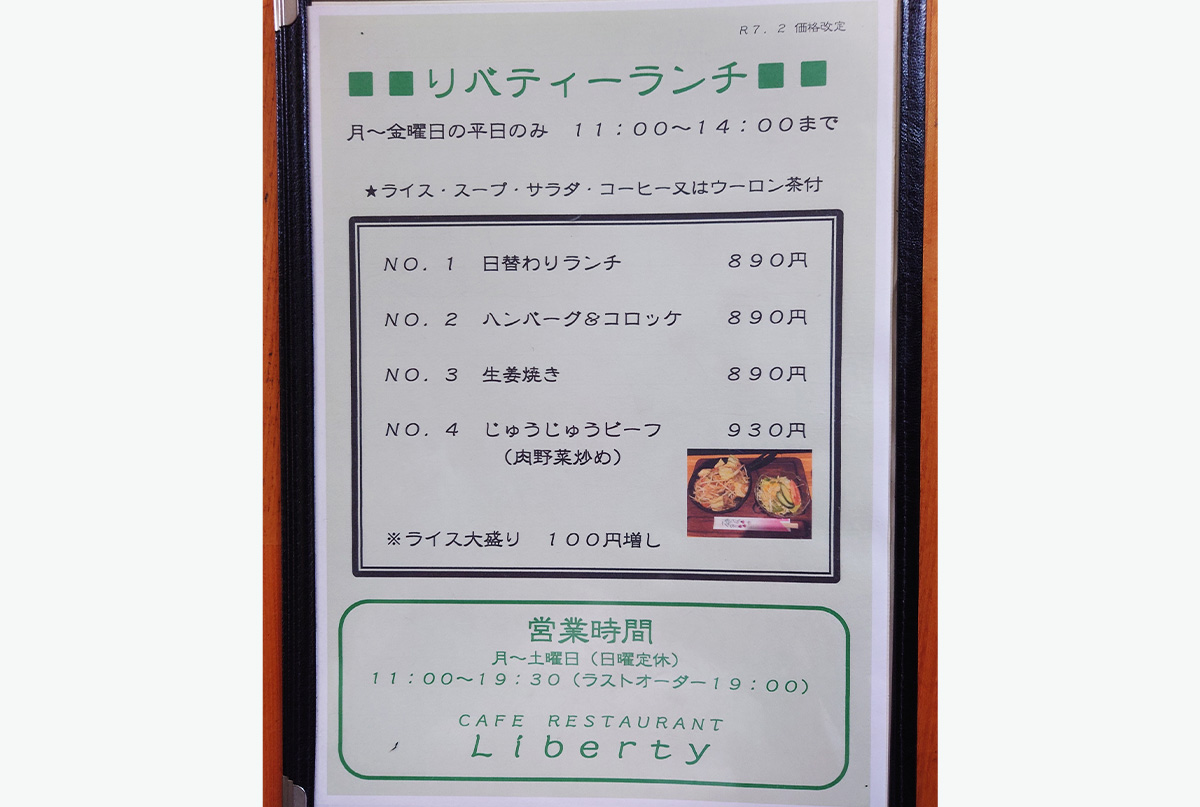 R7.2 価格改定
■■リバティーランチ■■
月～金曜日の平日のみ　11:00～14:00まで
★ライス・スープ・サラダ・コーヒー又はウーロン茶付
NO.1　日替わりランチ　890円
NO.2　ハンバーグ&コロッケ　890円
NO.3　生姜焼き　890円
NO.4　じゅうじゅうビーフ　930円
(肉野菜炒め)
※ライス大盛り　100円増し
営業時間
月～土曜日(日曜定休)
11:00～19:30(ラストオーダー19:00)
CAFE RESTAURANT
Liberty